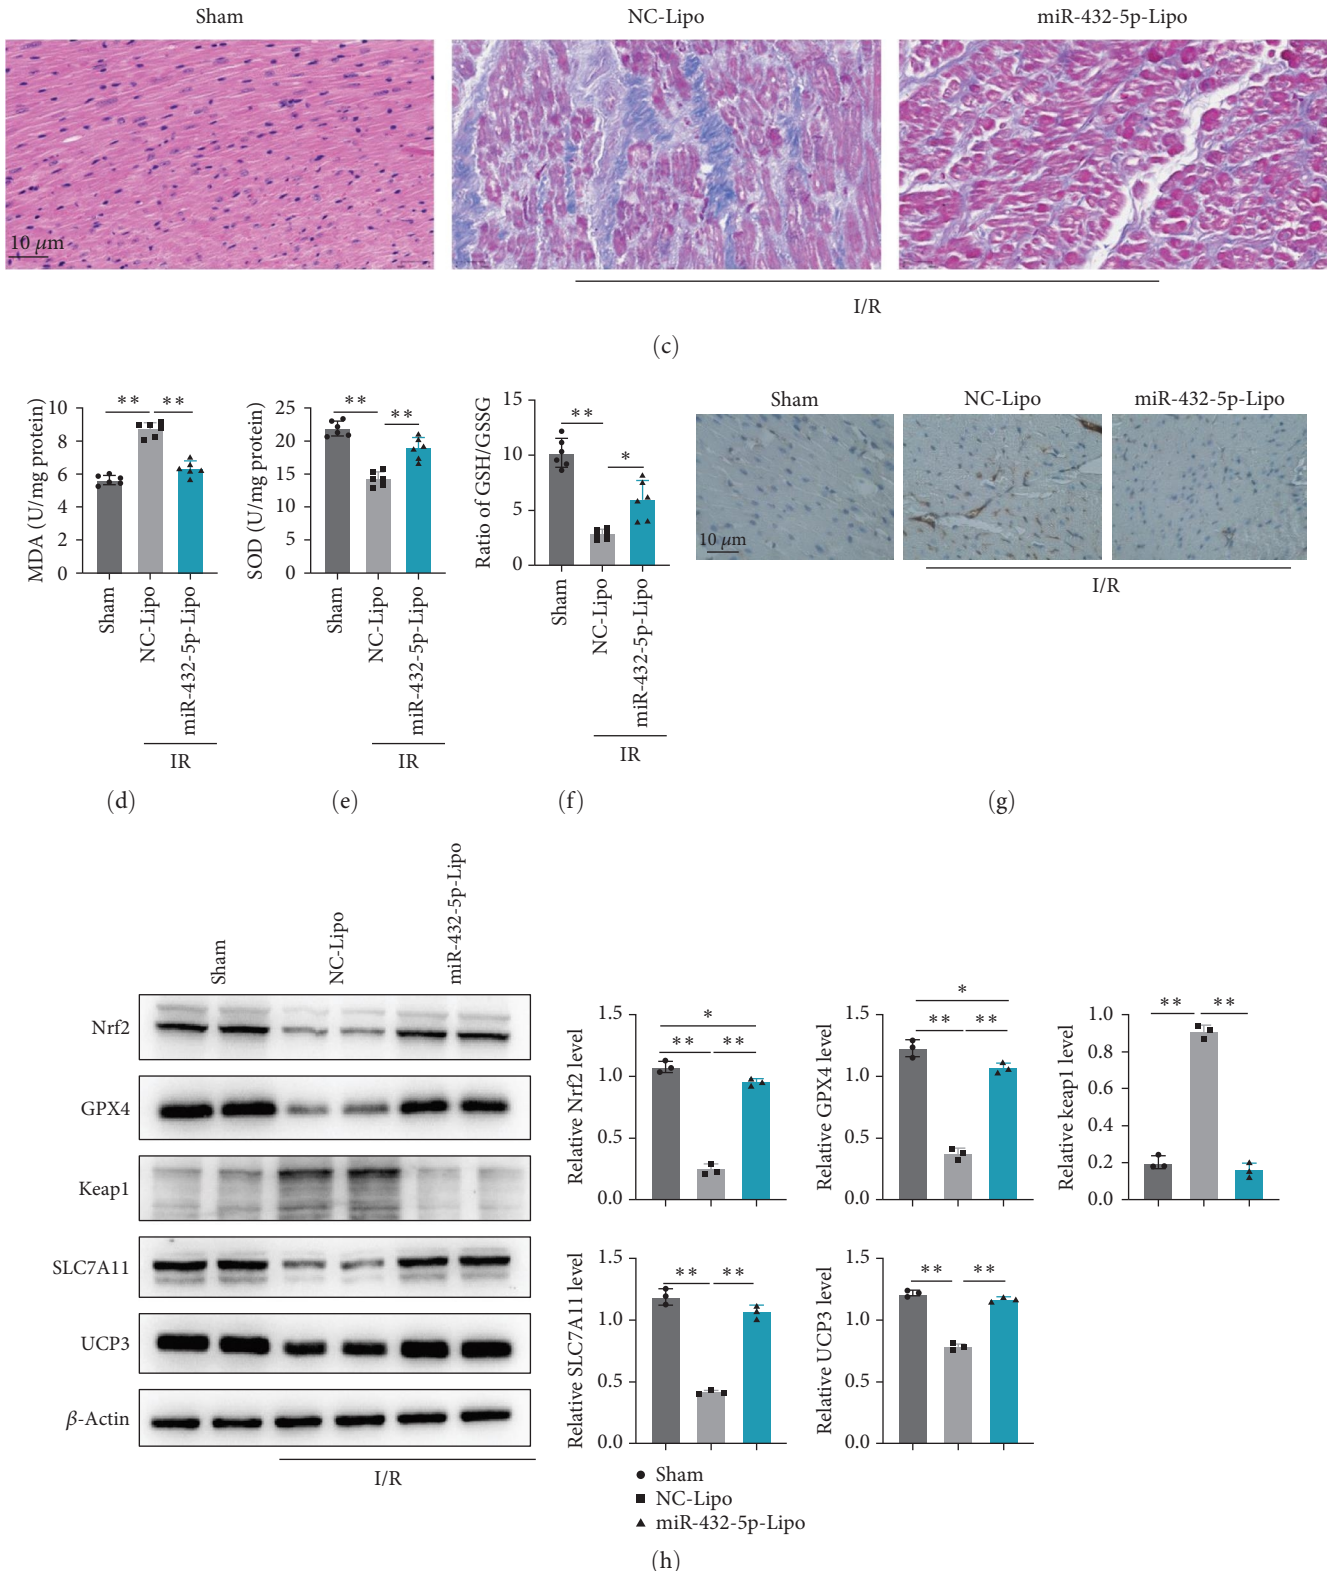 Sham
NC-Lipo
miR-432-5p-Lipo
10 μm
I/R
(c)
MDA (U/mg protein)
10
8
6
4
2
0
** **
Sham
NC-Lipo
miR-432-5p-Lipo
IR
(d)
SOD (U/mg protein)
25
20
15
10
5
0
** **
Sham
NC-Lipo
miR-432-5p-Lipo
IR
(e)
Ratio of GSH/GSSG
15
10
5
0
**
*
Sham
NC-Lipo
miR-432-5p-Lipo
IR
(f)
Sham
NC-Lipo
miR-432-5p-Lipo
10 μm
I/R
(g)
Sham
NC-Lipo
miR-432-5p-Lipo
Nrf2
GPX4
Keap1
SLC7A11
UCP3
β-Actin
I/R
Relative Nrf2 level
1.5
1.0
0.5
0.0
*
** **
Relative GPX4 level
1.5
1.0
0.5
0.0
*
** **
Relative keap1 level
1.0
0.8
0.6
0.4
0.2
0.0
** **
Relative SLC7A11 level
1.5
1.0
0.5
0.0
** **
Relative UCP3 level
1.5
1.0
0.5
0.0
** **
Sham
NC-Lipo
miR-432-5p-Lipo
(h)